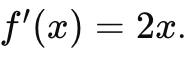 f′(x) = 2x.